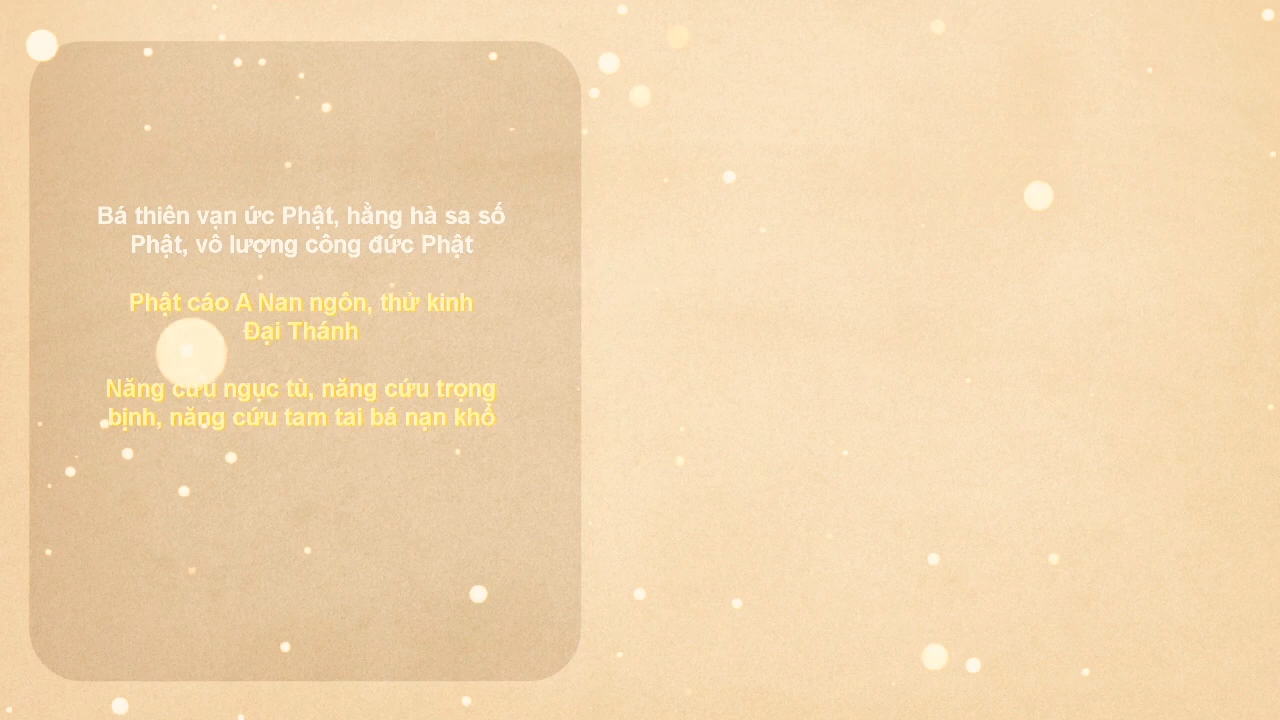 Bá thiên vạn ức Phật, hằng hà sa số
Phật, vô lượng công đức Phật
Phật cáo A Nan ngôn, thử kinh
Đại Thánh
Năng cứu ngục tù, năng cứu trọng
bịnh, năng cứu tam tai bá nạn khổ